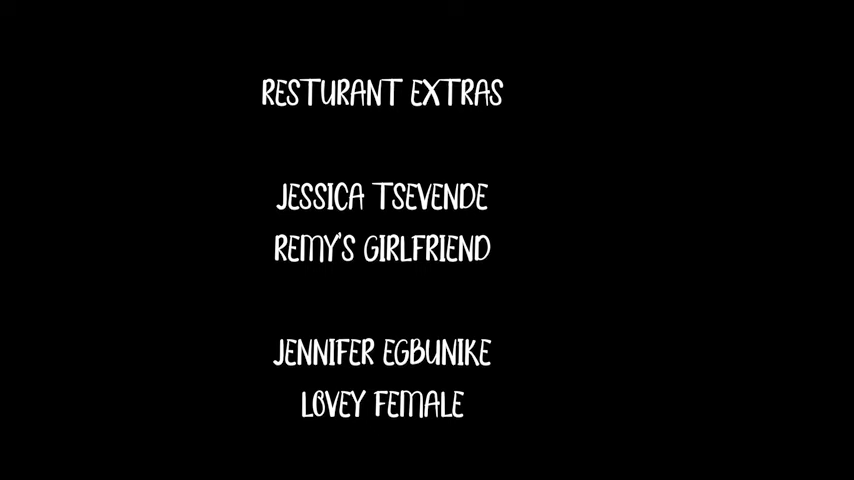 RESTURANT EXTRAS
JESSICA TSEVENDE
REMY'S GIRLFRIEND
JENNIFER EGBUNIKE
LOVEY FEMALE